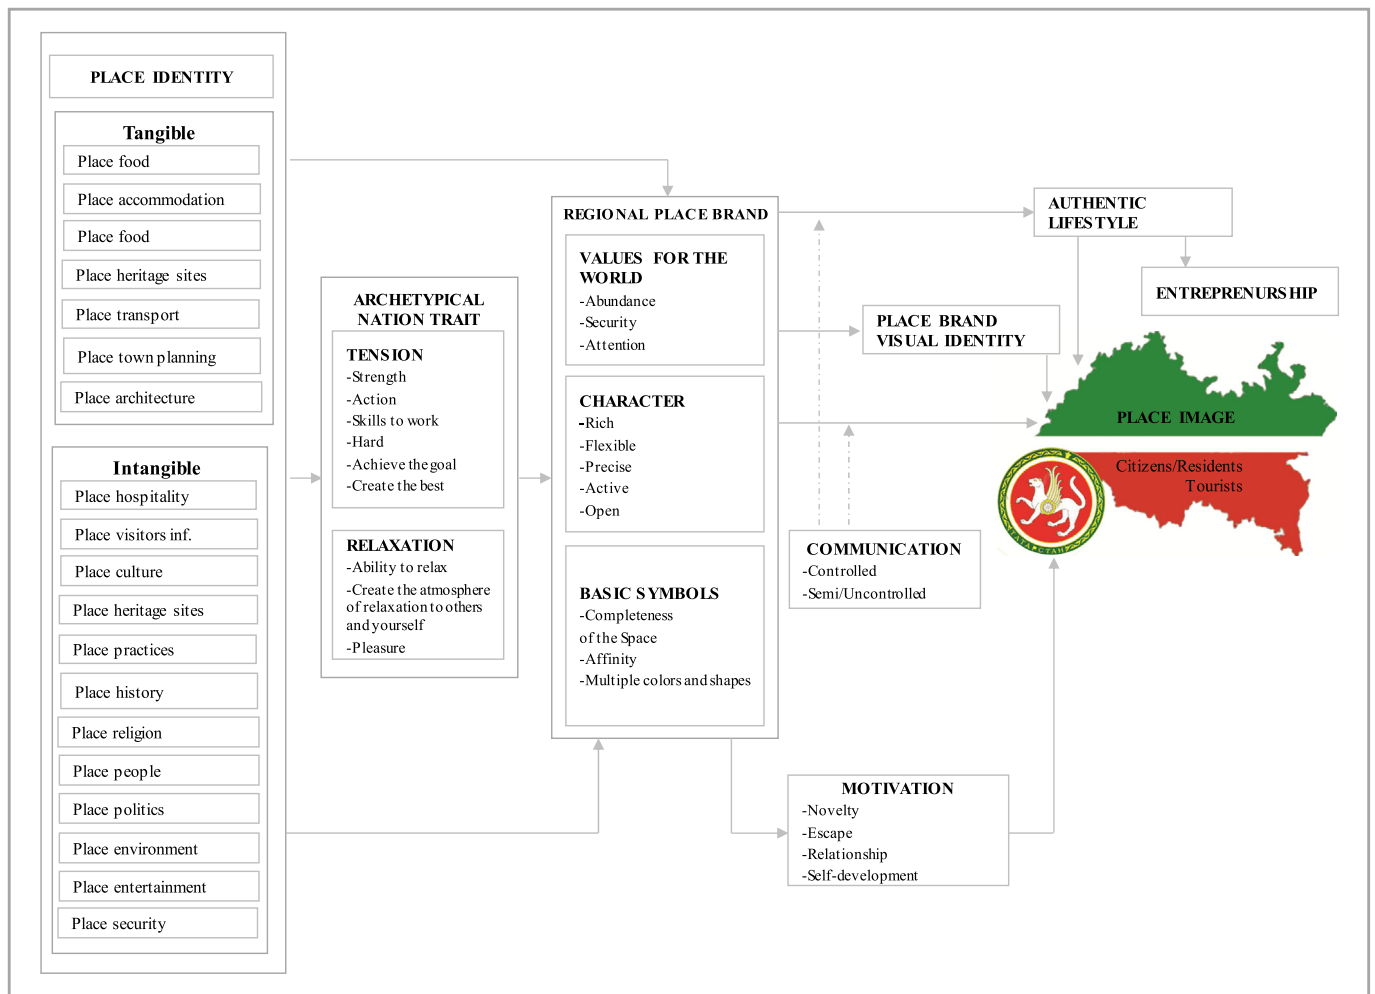 PLACE IDENTITY
Tangible
Place food
Place accommodation
Place food
Place heritage sites
Place transport
Place town planning
Place architecture
Intangible
Place hospitality
Place visitors inf.
Place culture
Place heritage sites
Place practices
Place history
Place religion
Place people
Place politics
Place environment
Place entertainment
Place security
ARCHETYPICAL
NATION TRAIT
TENSION
-Strength
-Action
-Skills to work
-Hard
-Achieve the goal
-Create the best
RELAXATION
-Ability to relax
-Create the atmosphere
of relaxation to others
and yourself
-Pleasure
REGIONAL PLACE BRAND
VALUES FOR THE
WORLD
-Abundance
-Security
-Attention
CHARACTER
-Rich
-Flexible
-Precise
-Active
-Open
BASIC SYMBOLS
-Completeness
of the Space
-Affinity
-Multiple colors and shapes
AUTHENTIC
LIFESTYLE
ENTREPRENURSHIP
PLACE BRAND
VISUAL IDENTITY
PLACE IMAGE
Citizens/Residents
Tourists
ТАТАРСТАН
COMMUNICATION
-Controlled
-Semi/Uncontrolled
MOTIVATION
-Novelty
-Escape
-Relationship
-Self-development